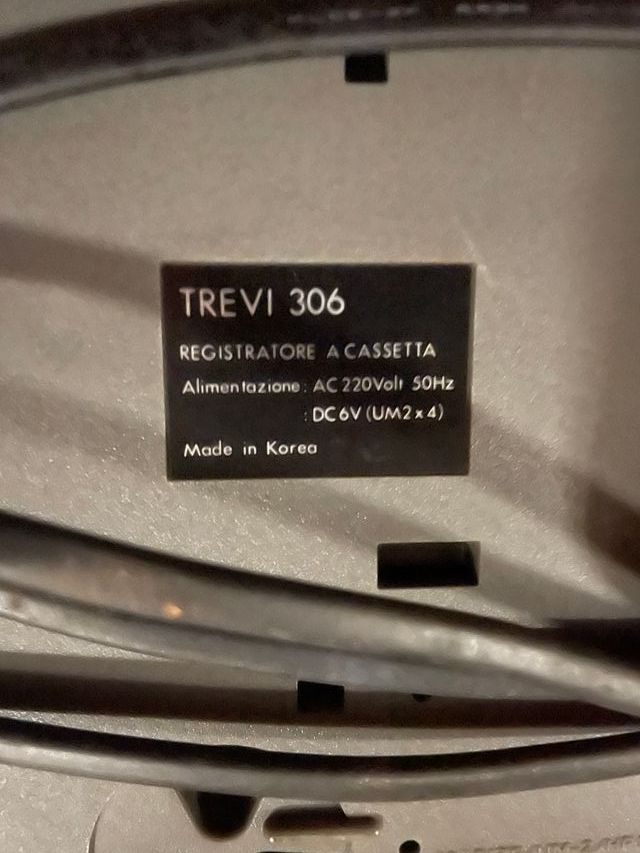 TREVI 306
REGISTRATORE A CASSETTA
Alimentazione: AC 220Volt 50Hz
: DC 6V (UM2 x 4)
Made in Korea